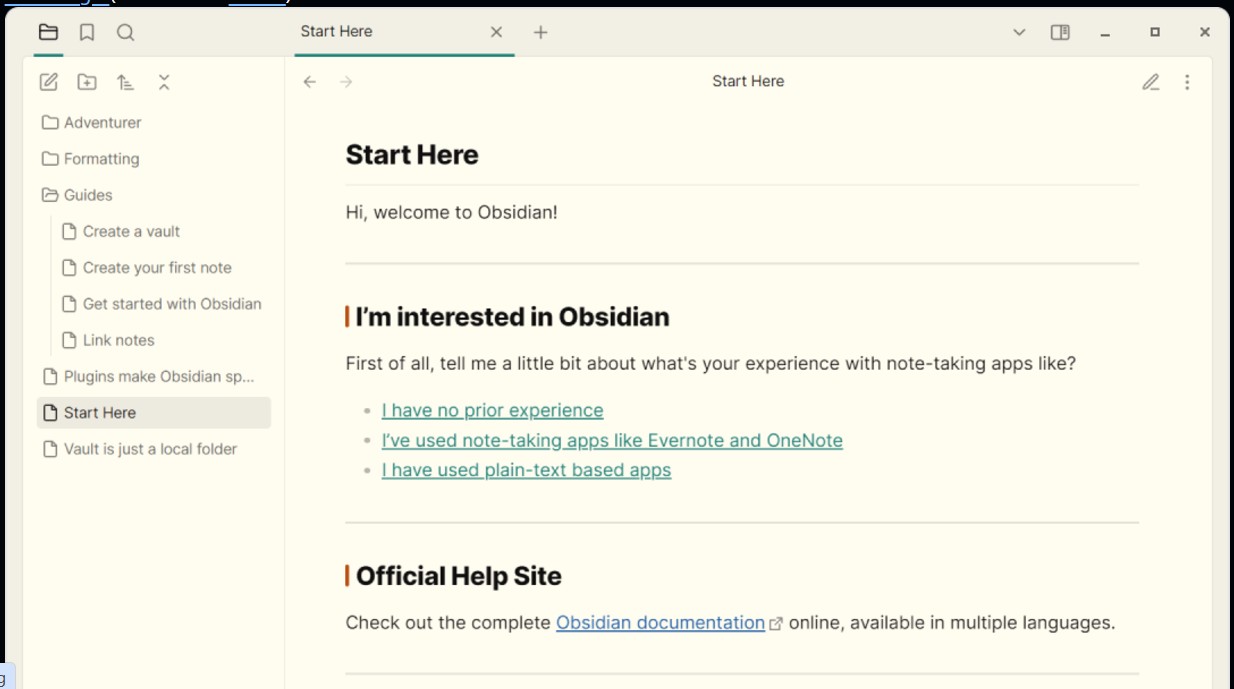 Start Here
Adventurer
Formatting
Guides
Create a vault
Create your first note
Get started with Obsidian
Link notes
Plugins make Obsidian sp...
Start Here
Vault is just a local folder
Start Here
Start Here
Hi, welcome to Obsidian!
I’m interested in Obsidian
First of all, tell me a little bit about what's your experience with note-taking apps like?
I have no prior experience
I’ve used note-taking apps like Evernote and OneNote
I have used plain-text based apps
Official Help Site
Check out the complete Obsidian documentation online, available in multiple languages.